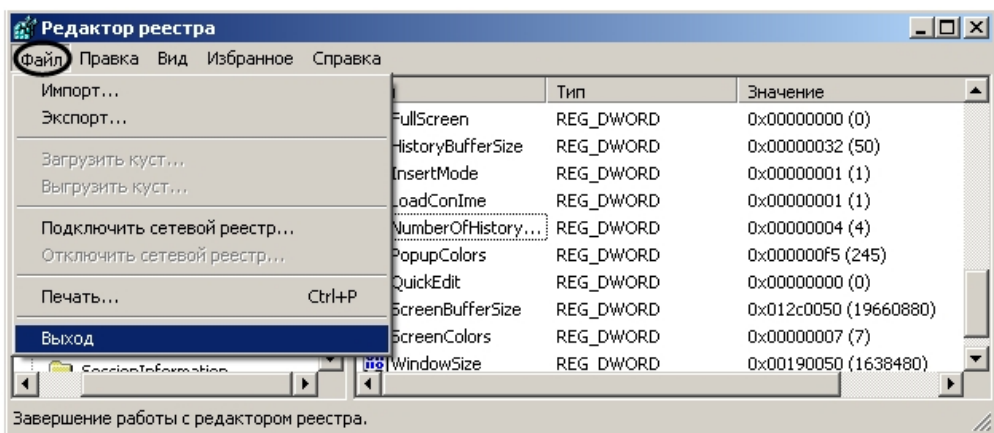 Редактор реестра
Файл Правка Вид Избранное Справка
Импорт...
Экспорт...
Загрузить куст...
Выгрузить куст...
Подключить сетевой реестр...
Отключить сетевой реестр...
Печать... Ctrl+P
Выход
Тип Значение
FullScreen REG_DWORD 0x00000000 (0)
HistoryBufferSize REG_DWORD 0x00000032 (50)
InsertMode REG_DWORD 0x00000001 (1)
LoadConIme REG_DWORD 0x00000001 (1)
NumberOfHistory... REG_DWORD 0x00000004 (4)
PopupColors REG_DWORD 0x000000f5 (245)
QuickEdit REG_DWORD 0x00000000 (0)
ScreenBufferSize REG_DWORD 0x012c0050 (19660880)
ScreenColors REG_DWORD 0x00000007 (7)
WindowSize REG_DWORD 0x00190050 (1638480)
SessionInformation
Завершение работы с редактором реестра.